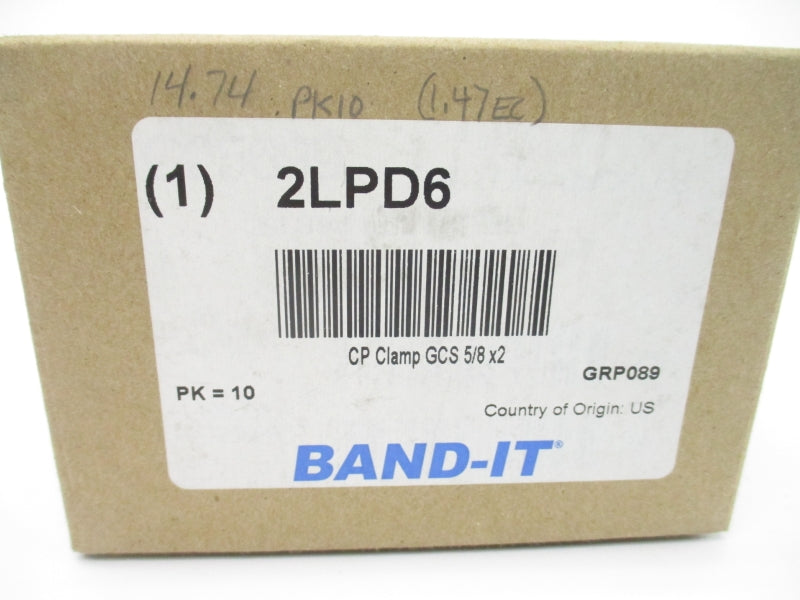 14.74 PK10 (1.47EC)
(1) 2LPD6
CP Clamp GCS 5/8 x2
GRP089
PK = 10
Country of Origin: US
BAND-IT®